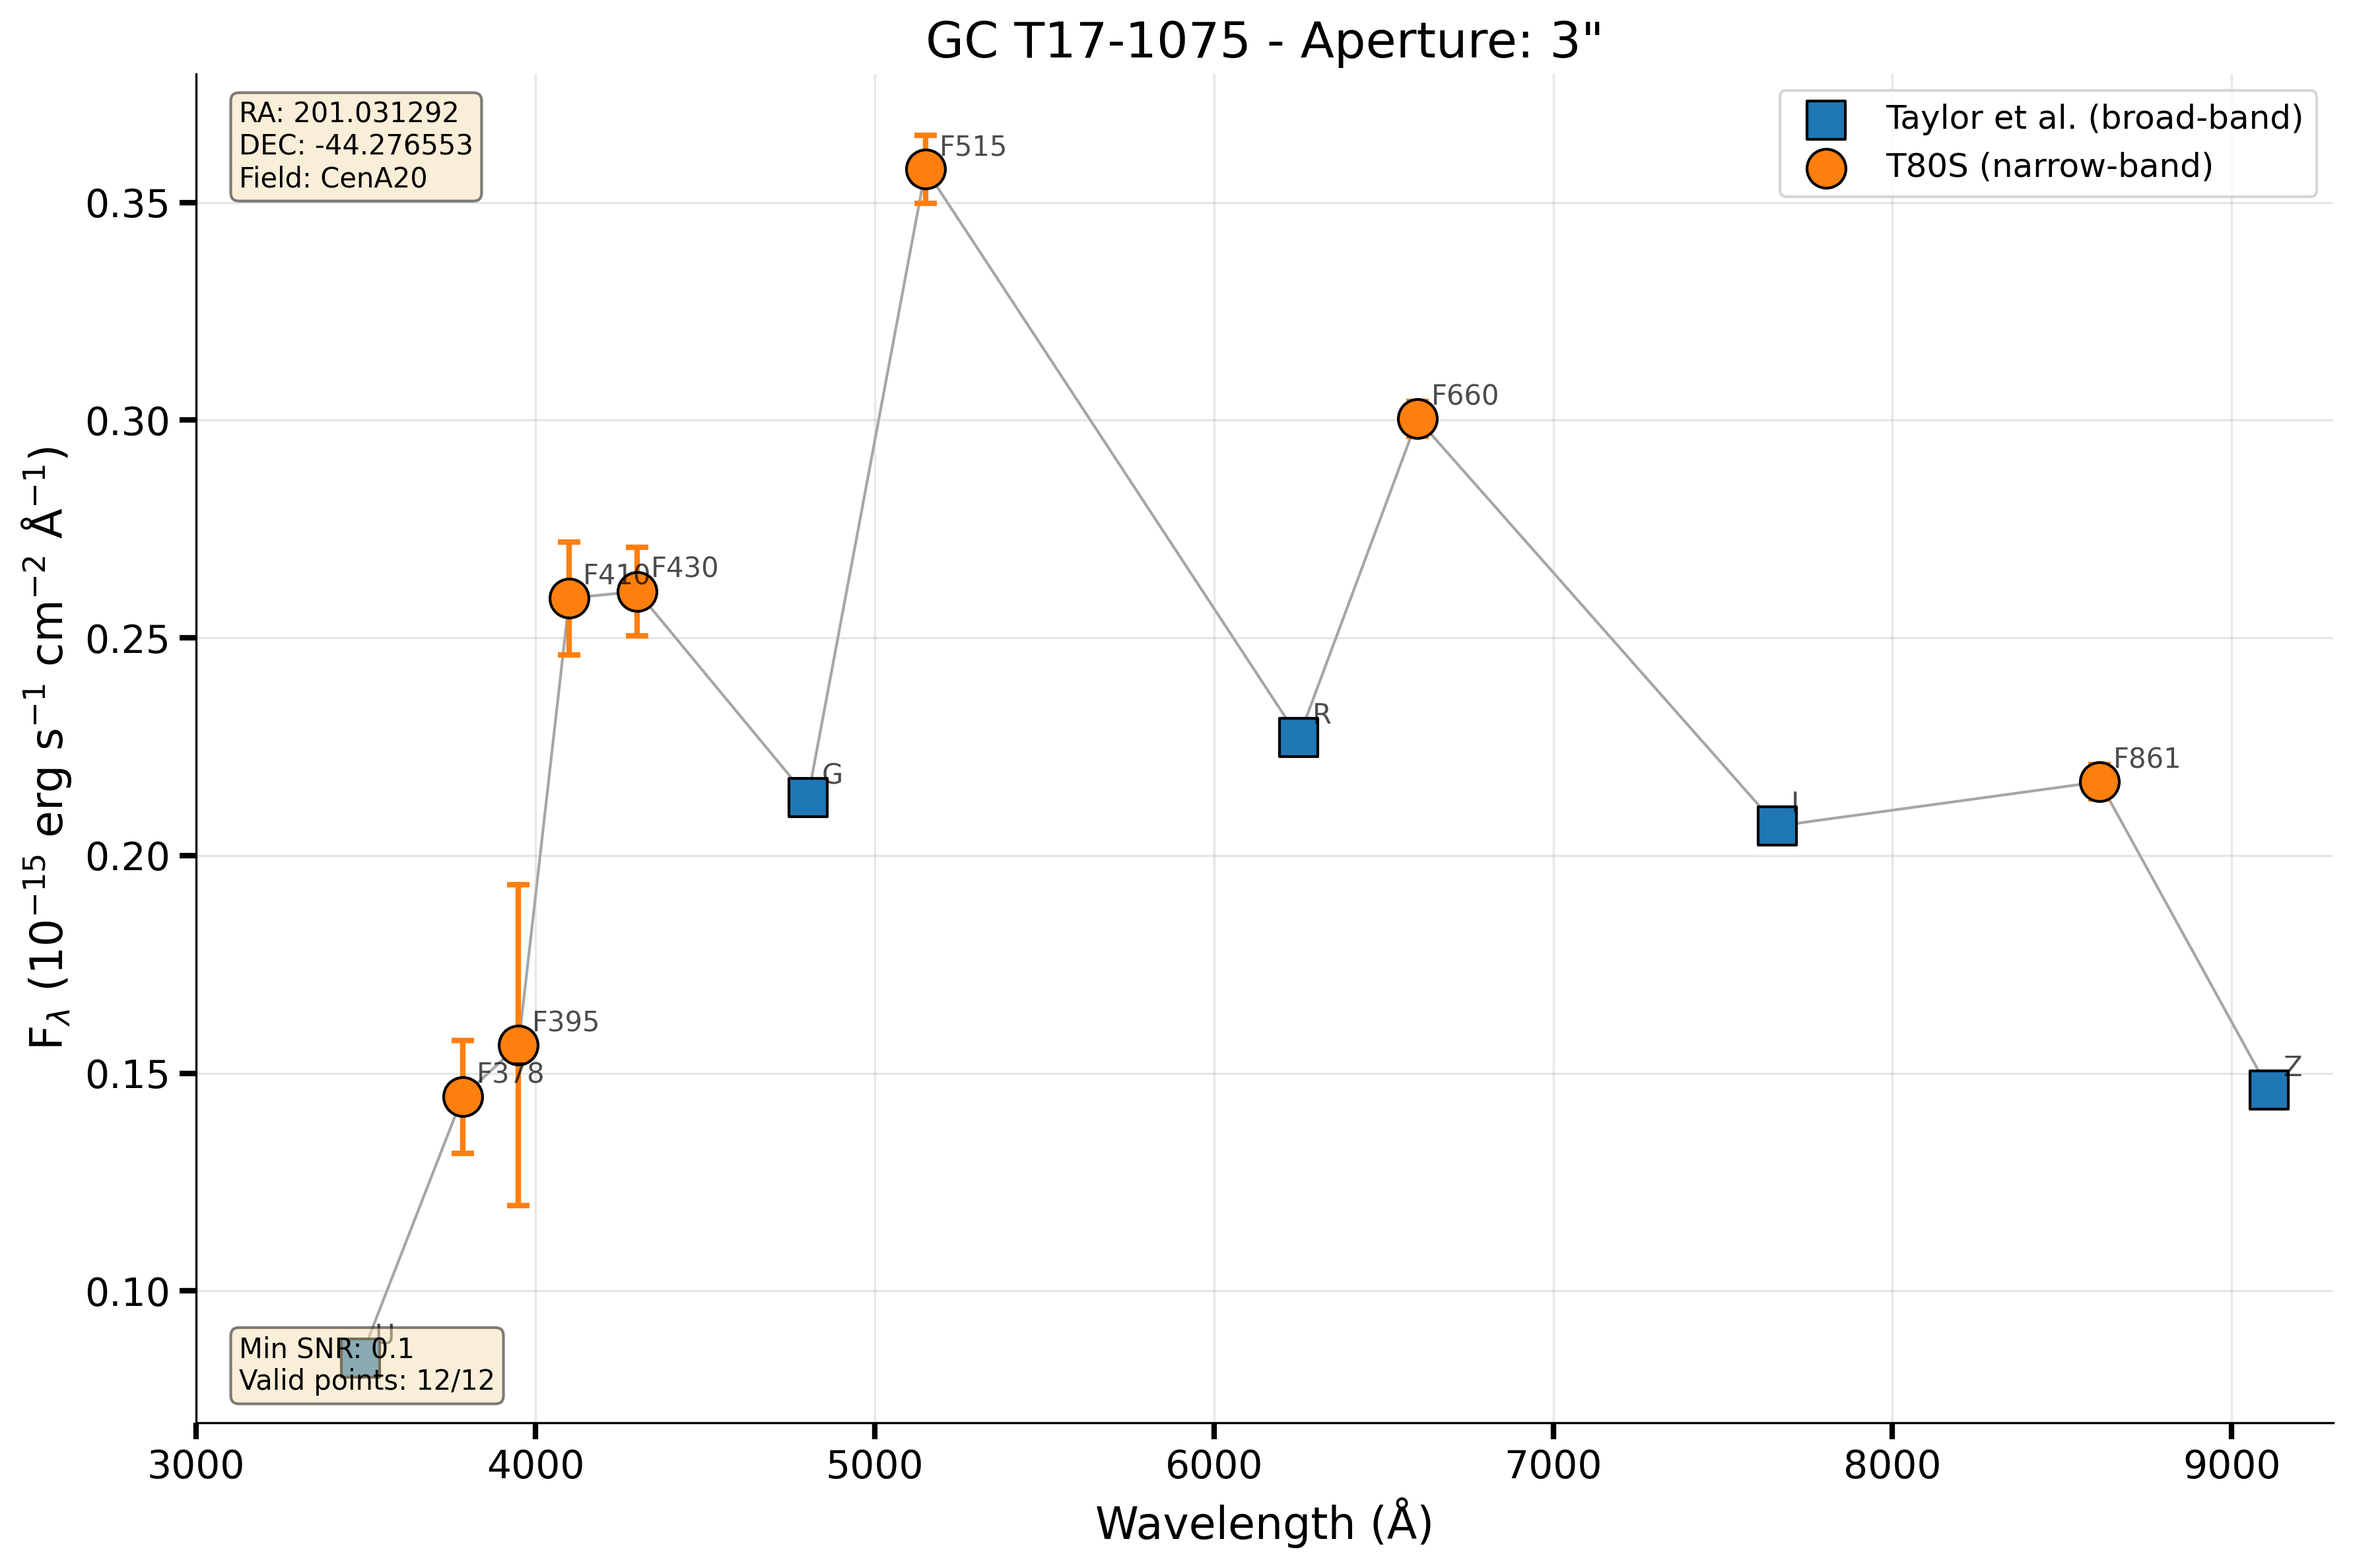 GC T17-1075 - Aperture: 3"
RA: 201.031292
DEC: -44.276553
Field: CenA20
Taylor et al. (broad-band)
T80S (narrow-band)
F515
0.35
F660
0.30
F410
F430
0.25
R
G
F861
I
0.20
F395
F378
0.15
Z
0.10
U
Min SNR: 0.1
Valid points: 12/12
3000 4000 5000 6000 7000 8000 9000
Wavelength (Å)
F_λ (10⁻¹⁵ erg s⁻¹ cm⁻² Å⁻¹)